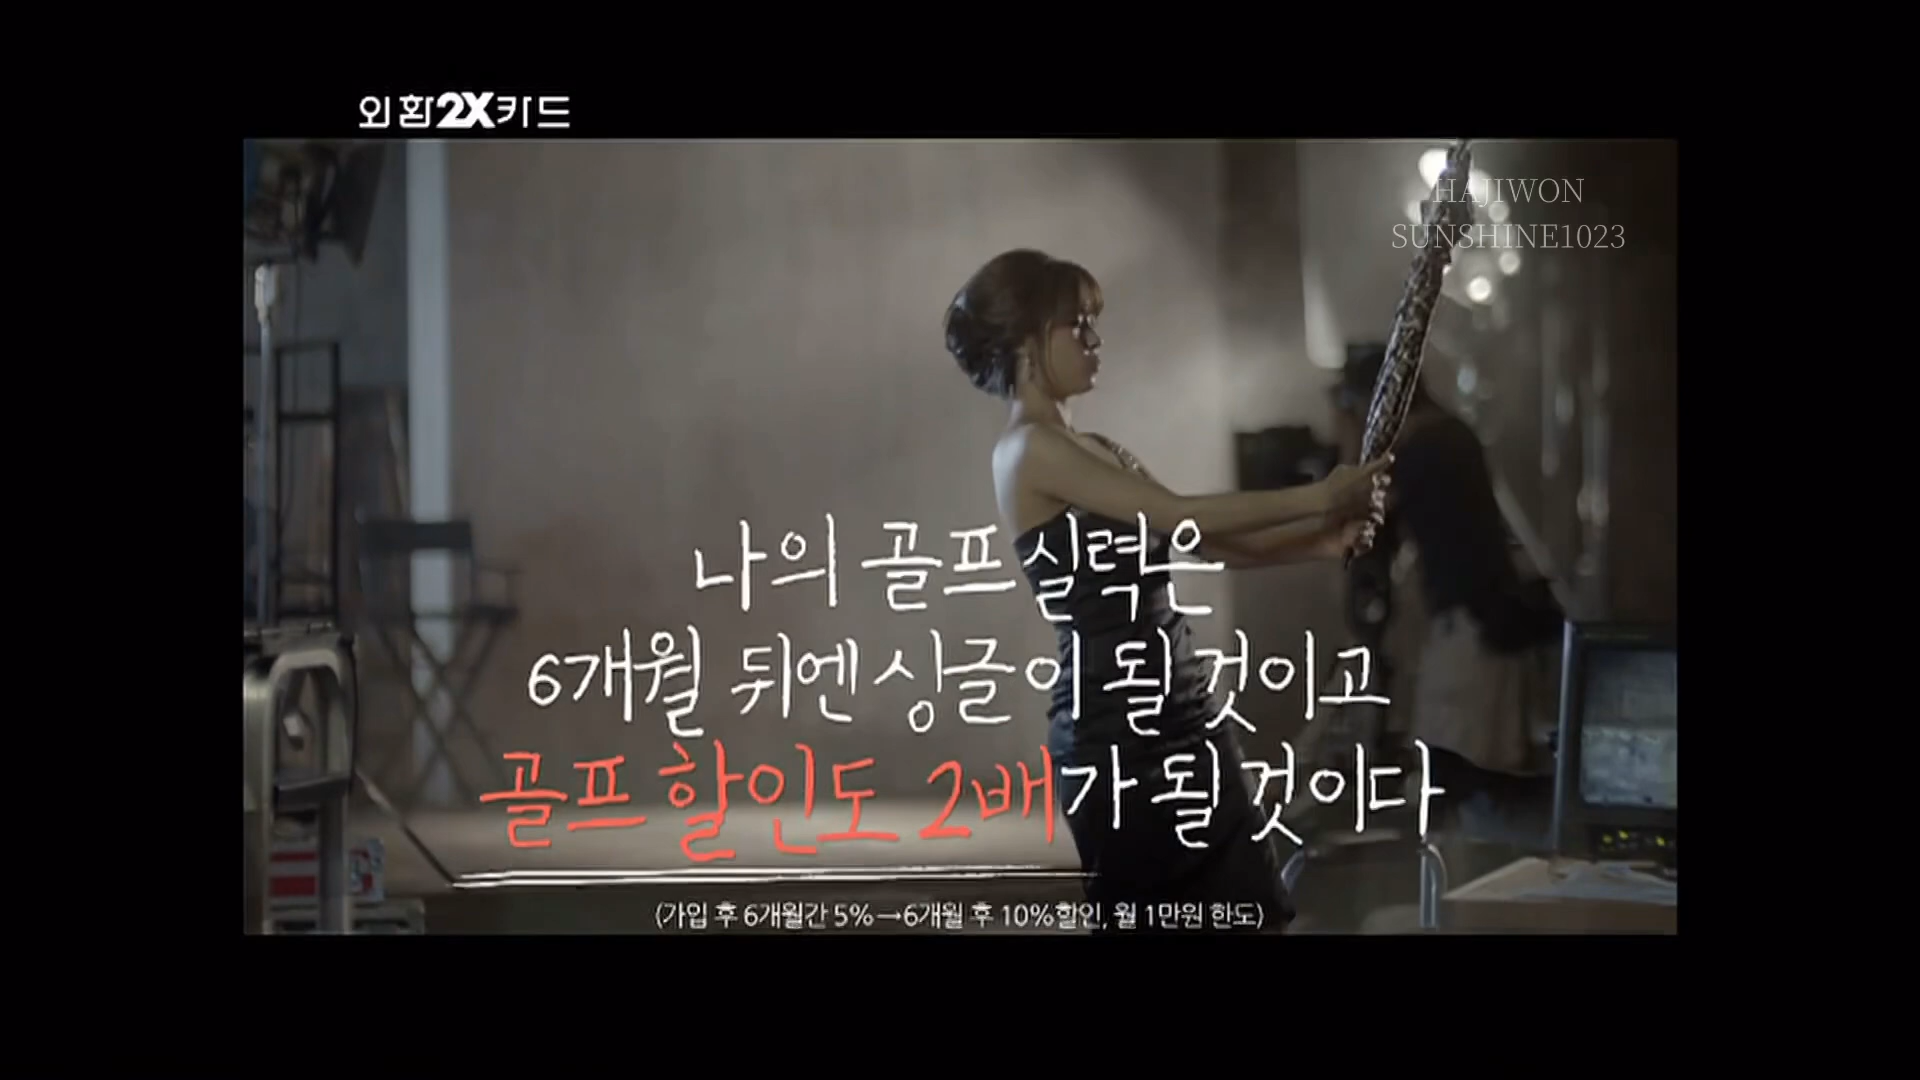 외환2X카드
HAJIWON
SUNSHINE1023
나의 골프 실력은
6개월 뒤엔 싱글이 될 것이고
골프 할인도 2배가 될 것이다
(가입 후 6개월간 5%→6개월 후 10%할인, 월 1만원 한도)